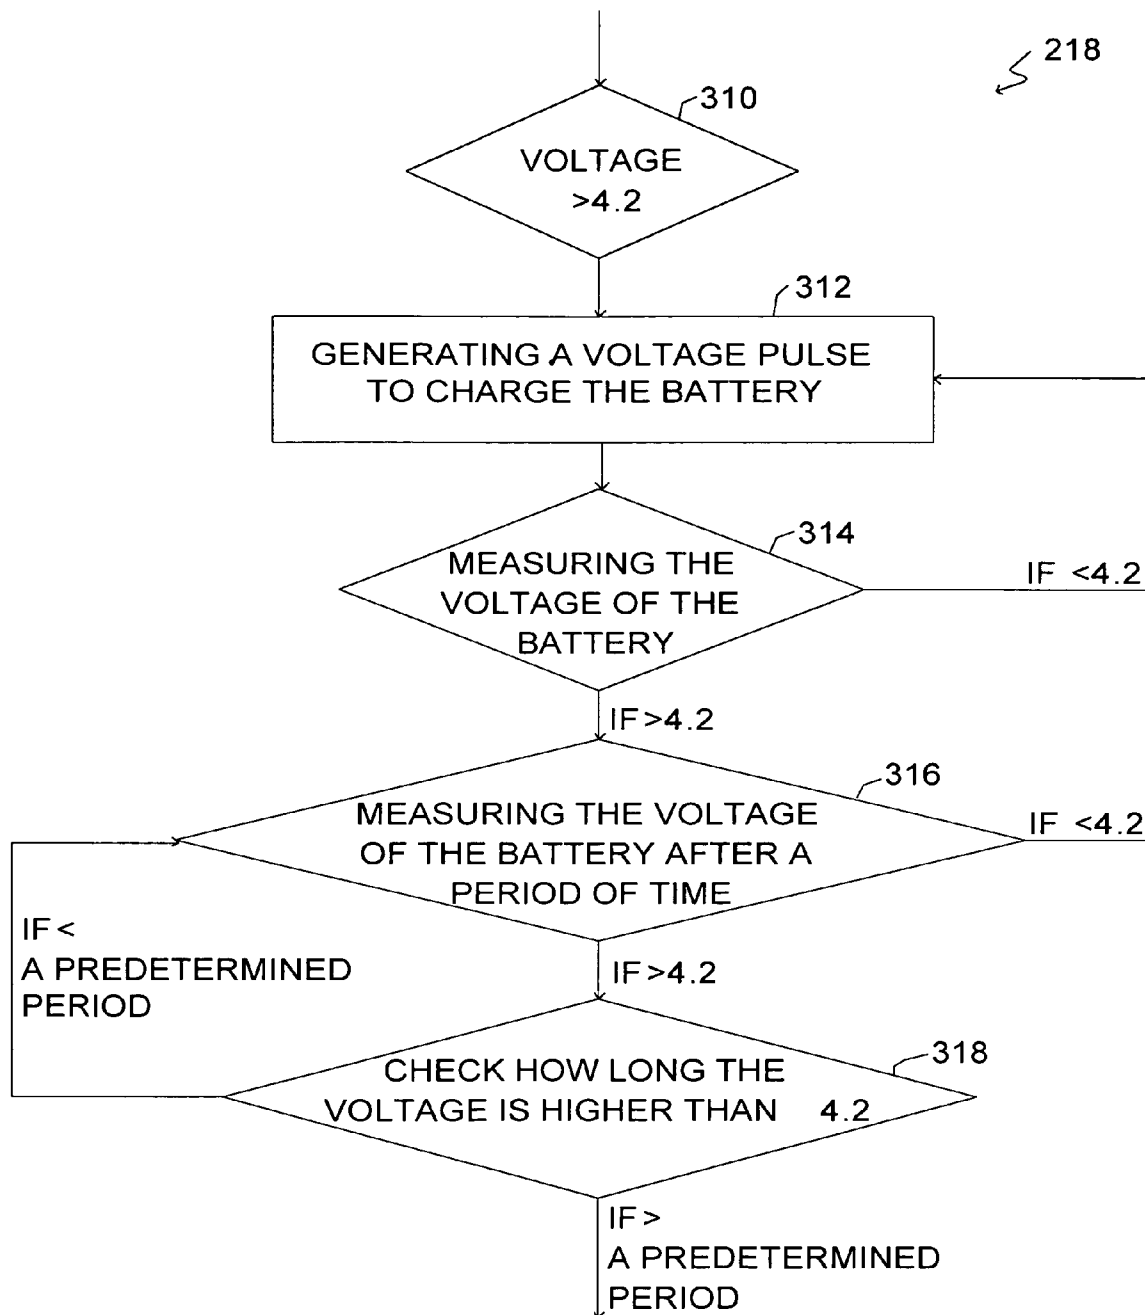 218
310
VOLTAGE
>4.2
312
GENERATING A VOLTAGE PULSE
TO CHARGE THE BATTERY
314
MEASURING THE
VOLTAGE OF THE
BATTERY
IF <4.2
IF>4.2
316
MEASURING THE VOLTAGE
OF THE BATTERY AFTER A
PERIOD OF TIME
IF <4.2
IF<
A PREDETERMINED
PERIOD
IF>4.2
318
CHECK HOW LONG THE
VOLTAGE IS HIGHER THAN 4.2
IF>
A PREDETERMINED
PERIOD